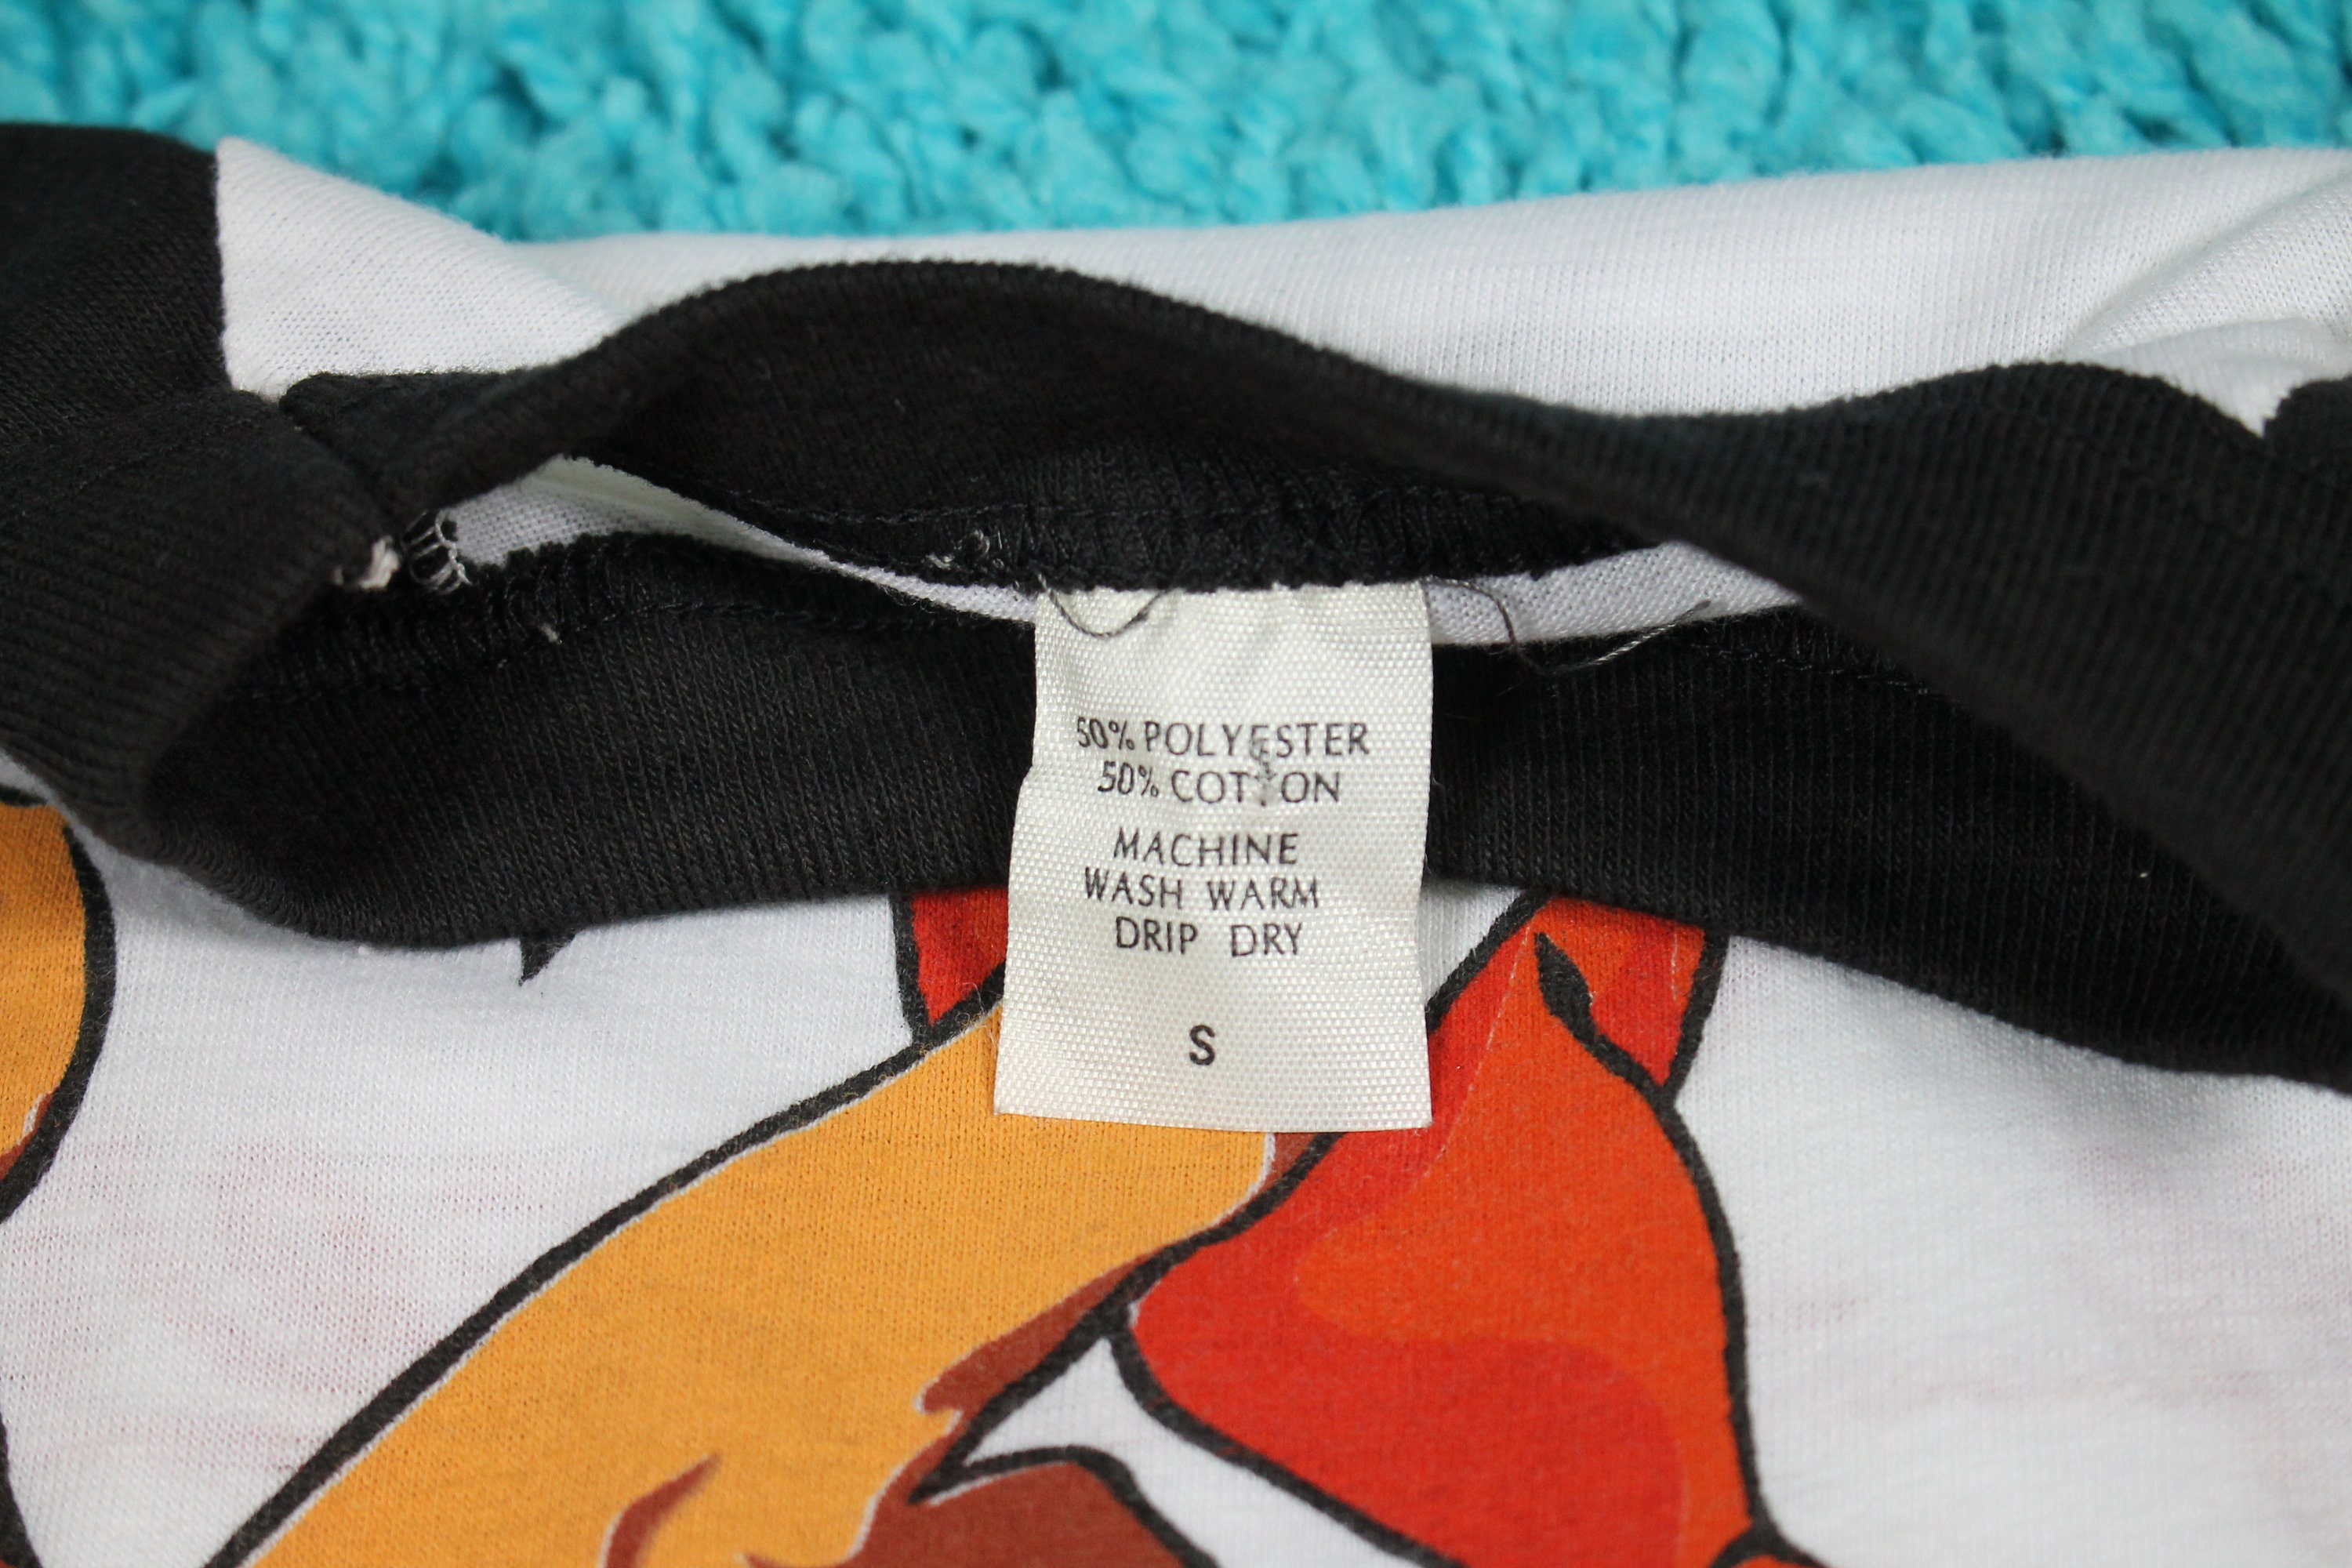 50% POLYESTER
50% COTTON
MACHINE
WASH WARM
DRIP DRY
S